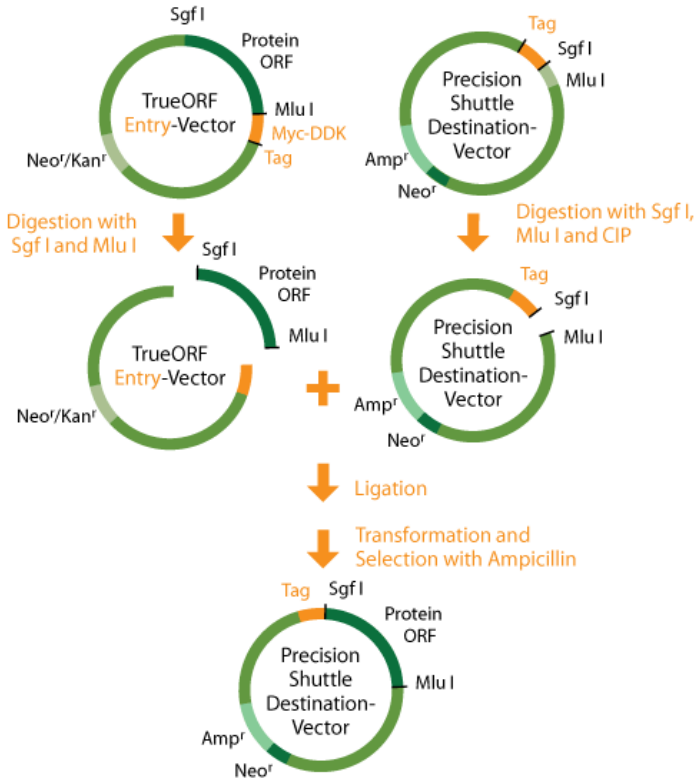 Sgf I
Protein
ORF
TrueORF
Entry-Vector
Mlu I
Myc-DDK
Tag
Neoʳ/Kanʳ
Tag
Sgf I
Mlu I
Precision
Shuttle
Destination-
Vector
Ampʳ
Neoʳ
Digestion with
Sgf I and Mlu I
Digestion with Sgf I,
Mlu I and CIP
Sgf I
Protein
ORF
Mlu I
TrueORF
Entry-Vector
Neoʳ/Kanʳ
+
Tag
Sgf I
Mlu I
Precision
Shuttle
Destination-
Vector
Ampʳ
Neoʳ
Ligation
Transformation and
Selection with Ampicillin
Tag
Sgf I
Protein
ORF
Mlu I
Precision
Shuttle
Destination-
Vector
Ampʳ
Neoʳ